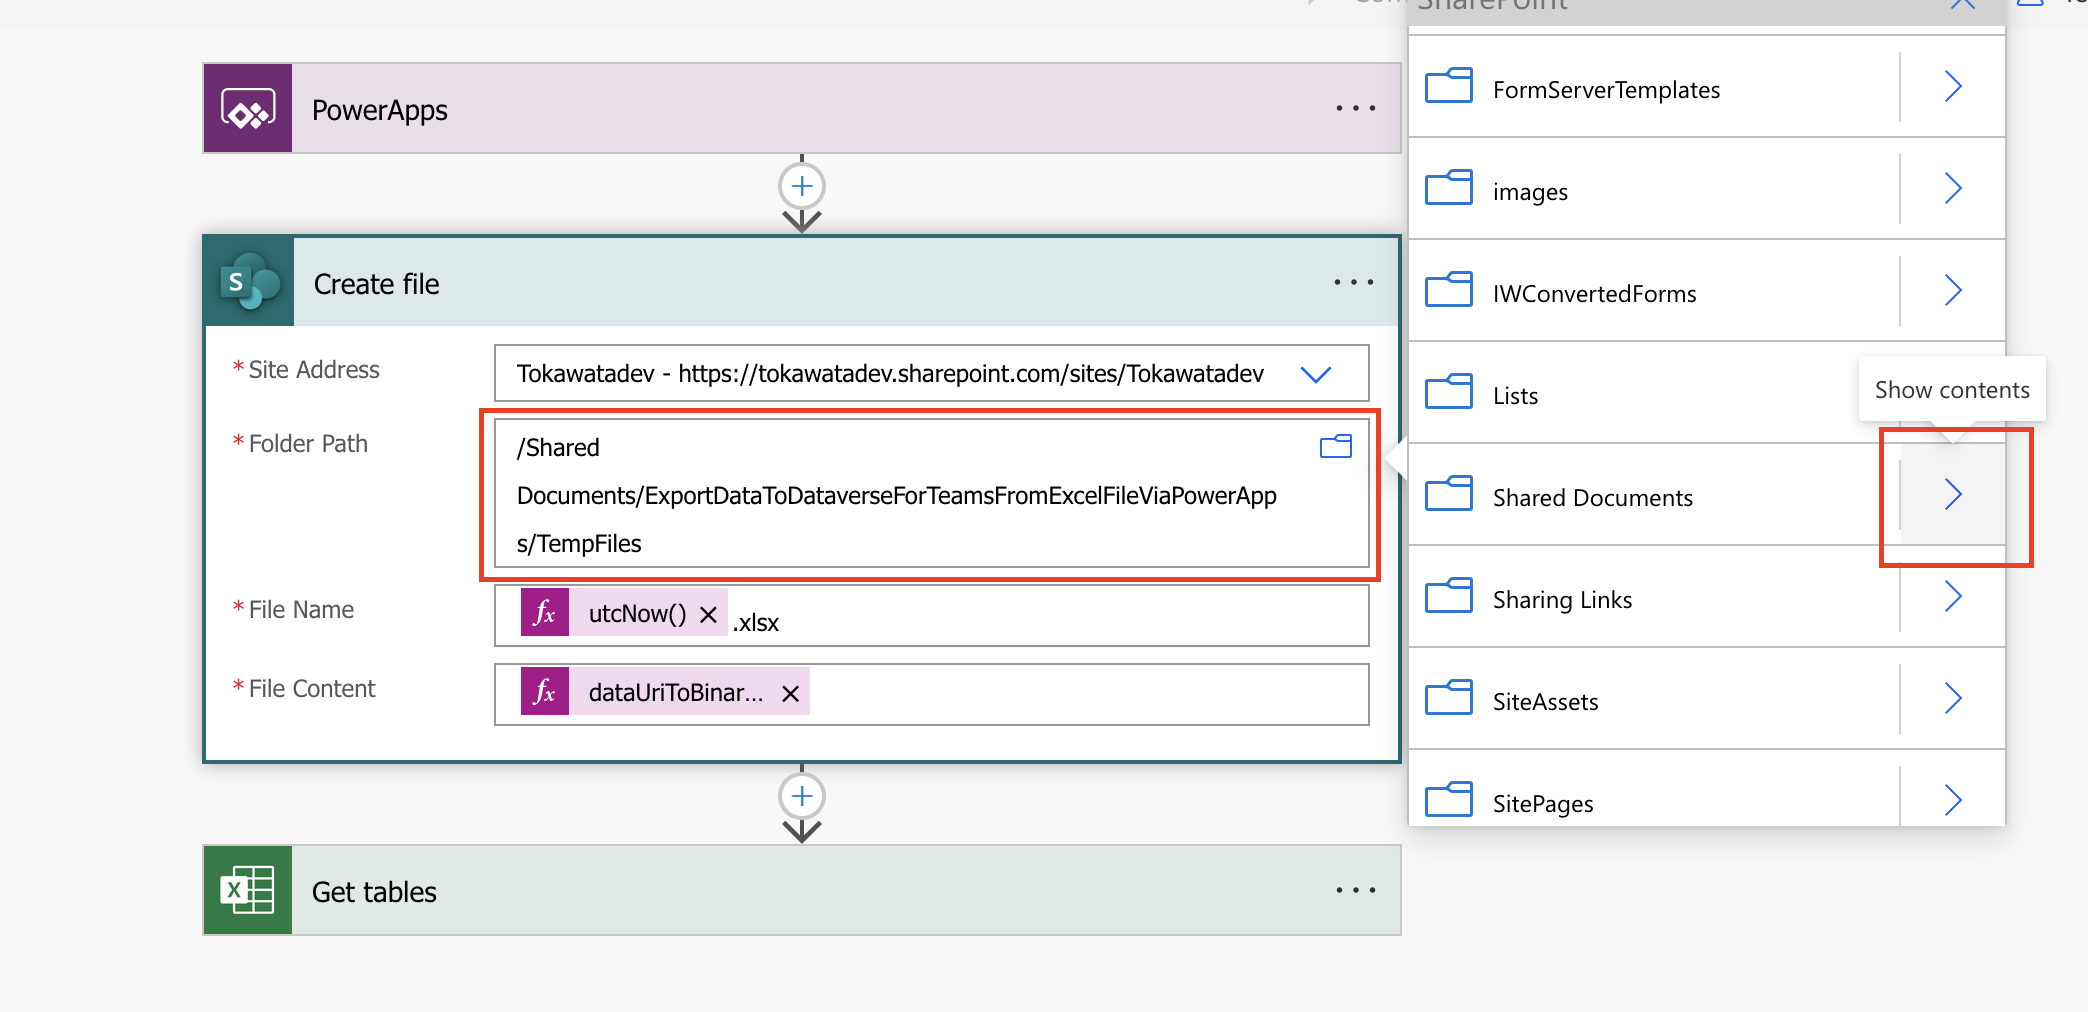 SharePoint
PowerApps
Create file
* Site Address
Tokawatadev - https://tokawatadev.sharepoint.com/sites/Tokawatadev
* Folder Path
/Shared
Documents/ExportDataToDataverseForTeamsFromExcelFileViaPowerApp
s/TempFiles
* File Name
fx utcNow() × .xlsx
* File Content
fx dataUriToBinar... ×
Get tables
FormServerTemplates
images
IWConvertedForms
Lists
Show contents
Shared Documents
Sharing Links
SiteAssets
SitePages